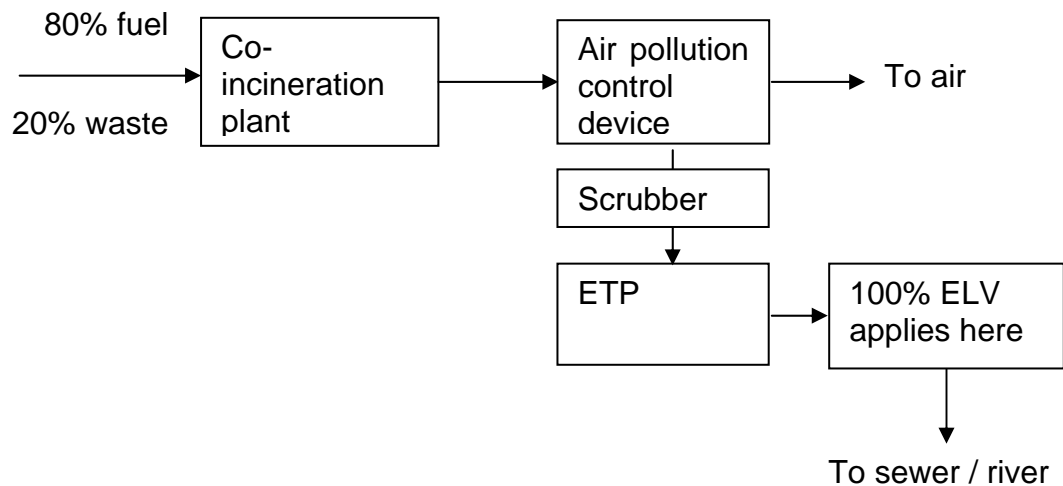 80% fuel
20% waste
Co-
incineration
plant
Air pollution
control
device
To air
Scrubber
ETP
100% ELV
applies here
To sewer / river